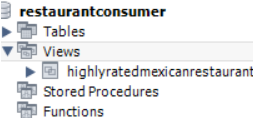 restaurantconsumer
Tables
Views
highlyratedmexicanrestaurant
Stored Procedures
Functions